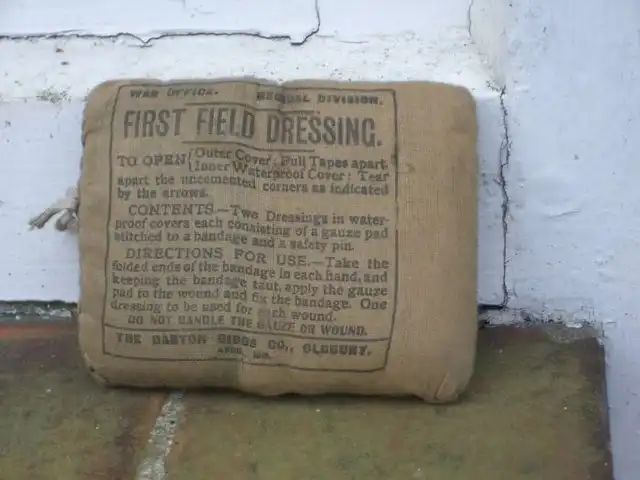 WAR OFFICE. MEDICAL DIVISION.
FIRST FIELD DRESSING.
TO OPEN { Outer Cover: Pull Tapes apart
Inner Waterproof Cover: Tear
apart the uncemented corners as indicated
by the arrows.
CONTENTS.—Two Dressings in water-
proof covers each consisting of a gauze pad
stitched to a bandage and a safety pin.
DIRECTIONS FOR USE.—Take the
folded ends of the bandage in each hand, and
keeping the bandage taut, apply the gauze
pad to the wound and fix the bandage. One
dressing to be used for each wound.
DO NOT HANDLE THE GAUZE OR WOUND.
THE BARTON GIBBS CO., OLDBURY.